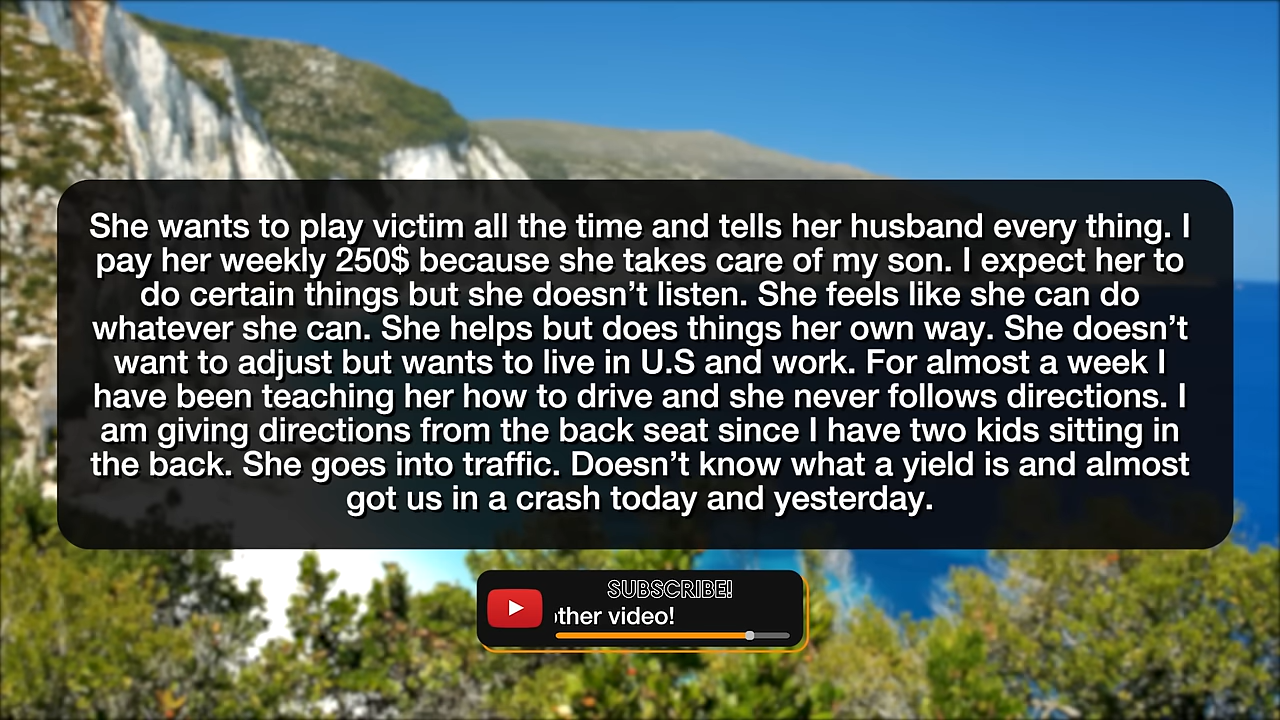 She wants to play victim all the time and tells her husband every thing. I
pay her weekly 250$ because she takes care of my son. I expect her to
do certain things but she doesn’t listen. She feels like she can do
whatever she can. She helps but does things her own way. She doesn’t
want to adjust but wants to live in U.S and work. For almost a week I
have been teaching her how to drive and she never follows directions. I
am giving directions from the back seat since I have two kids sitting in
the back. She goes into traffic. Doesn’t know what a yield is and almost
got us in a crash today and yesterday.
SUBSCRIBE!
other video!